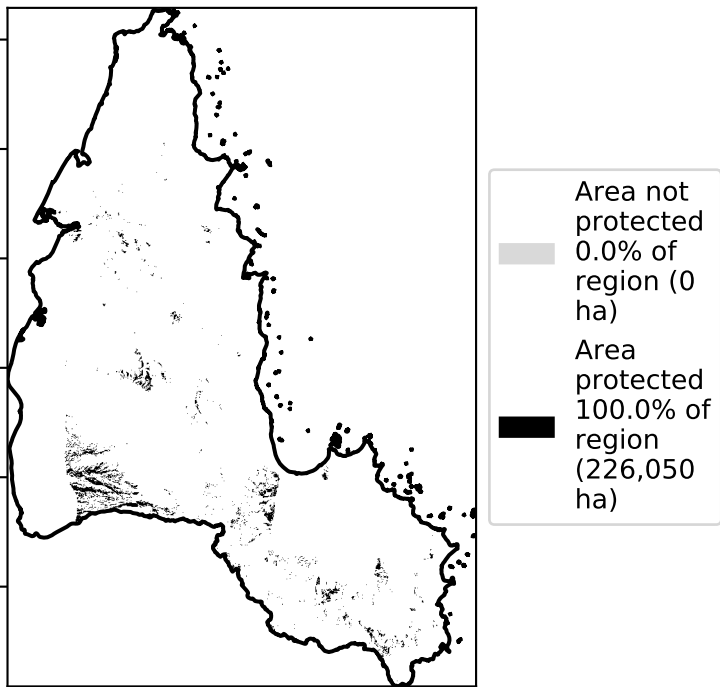 Area not
protected
0.0% of
region (0
ha)
Area
protected
100.0% of
region
(226,050
ha)